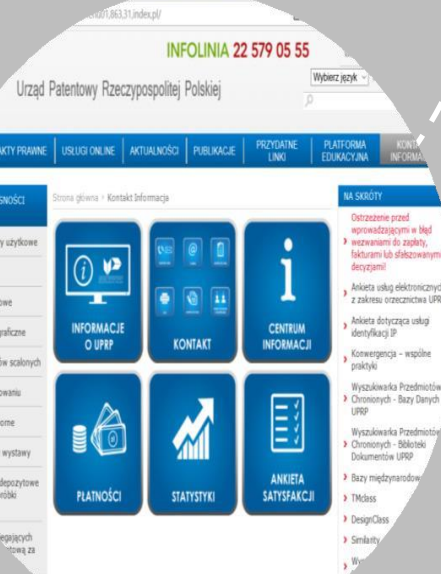 INFOLINIA 22 579 05 55
Wybierz język
Urząd Patentowy Rzeczypospolitej Polskiej
PRAWNE
USŁUGI ONLINE
AKTUALNOŚCI
PUBLIKACJE
PRZYDATNE
LINKI
PLATFORMA
EDUKACYJNA
Strona główna › Kontakt Informacja
użytkowe
scalonych
wystawy
INFORMACJE
O UPRP
KONTAKT
CENTRUM
INFORMACJI
PŁATNOŚCI
STATYSTYKI
ANKIETA
SATYSFAKCJI
NA SKRÓTY
Ostrzeżenie przed
wprowadzającymi w błąd
wezwaniami do zapłaty,
fakturami lub sfałszowanymi
decyzjami!
Ankieta usług elektronicznych
z zakresu orzecznictwa UPRP
Ankieta dotycząca usługi
identyfikacji IP
Konwergencja – wspólne
praktyki
Wyszukiwarka Przedmiotów
Chronionych - Bazy Danych
UPRP
Wyszukiwarka Przedmiotów
Chronionych - Biblioteki
Dokumentów UPRP
Bazy
TMclass
DesignClass
Similarity